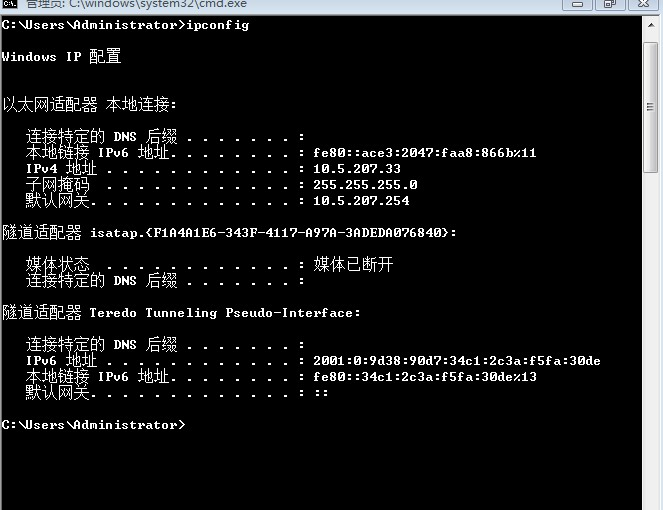 管理员: C:\windows\system32\cmd.exe
C:\Users\Administrator>ipconfig
Windows IP 配置
以太网适配器 本地连接:
连接特定的 DNS 后缀 . . . . . . . :
本地链接 IPv6 地址. . . . . . . . : fe80::ace3:2047:faa8:866b%11
IPv4 地址 . . . . . . . . . . . . : 10.5.207.33
子网掩码  . . . . . . . . . . . . : 255.255.255.0
默认网关. . . . . . . . . . . . . : 10.5.207.254
隧道适配器 isatap.{F1A4A1E6-343F-4117-A97A-3ADEDA076840}:
媒体状态  . . . . . . . . . . . . : 媒体已断开
连接特定的 DNS 后缀 . . . . . . . :
隧道适配器 Teredo Tunneling Pseudo-Interface:
连接特定的 DNS 后缀 . . . . . . . :
IPv6 地址 . . . . . . . . . . . . : 2001:0:9d38:90d7:34c1:2c3a:f5fa:30de
本地链接 IPv6 地址. . . . . . . . : fe80::34c1:2c3a:f5fa:30de%13
默认网关. . . . . . . . . . . . . : ::
C:\Users\Administrator>